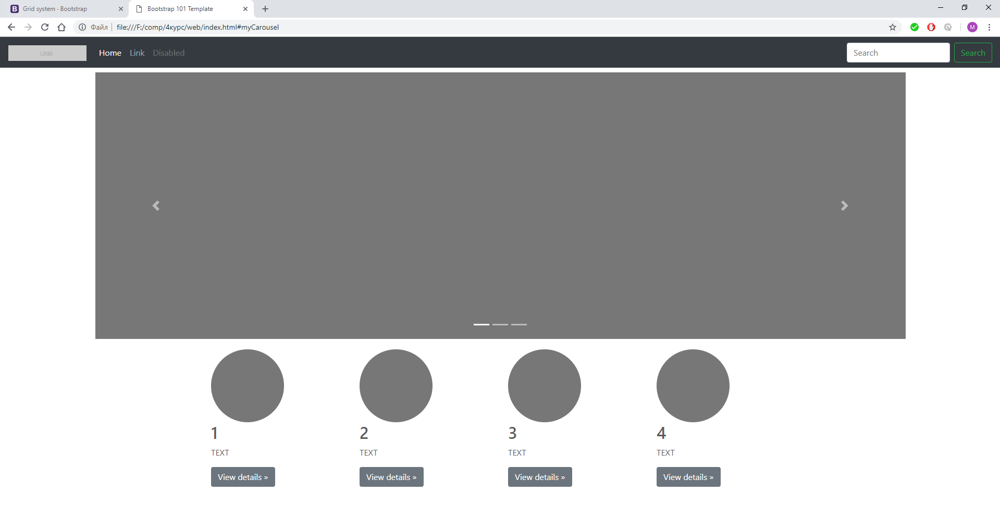 Grid system · Bootstrap
Bootstrap 101 Template
Файл file:///F:/comp/4курс/web/index.html#myCarousel
M
LOGO
Home Link Disabled
Search Search
1 2 3 4
TEXT TEXT TEXT TEXT
View details » View details » View details » View details »